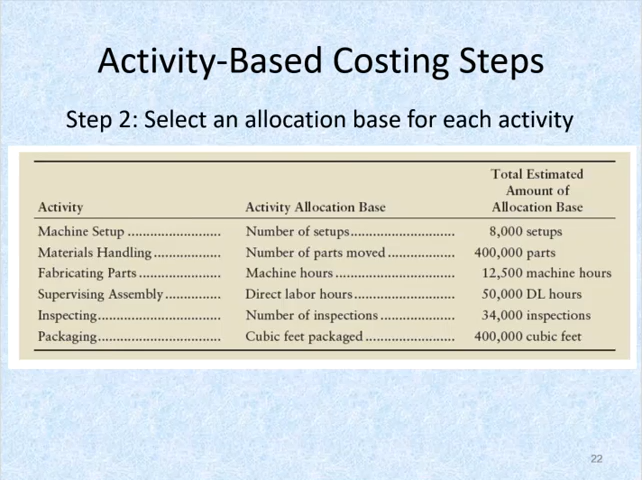 Activity-Based Costing Steps
Step 2: Select an allocation base for each activity
Total Estimated
Amount of
Activity Activity Allocation Base Allocation Base
Machine Setup ........................ Number of setups........................... 8,000 setups
Materials Handling................. Number of parts moved ................. 400,000 parts
Fabricating Parts ..................... Machine hours .............................. 12,500 machine hours
Supervising Assembly.............. Direct labor hours.......................... 50,000 DL hours
Inspecting................................ Number of inspections ................... 34,000 inspections
Packaging................................ Cubic feet packaged ....................... 400,000 cubic feet
22